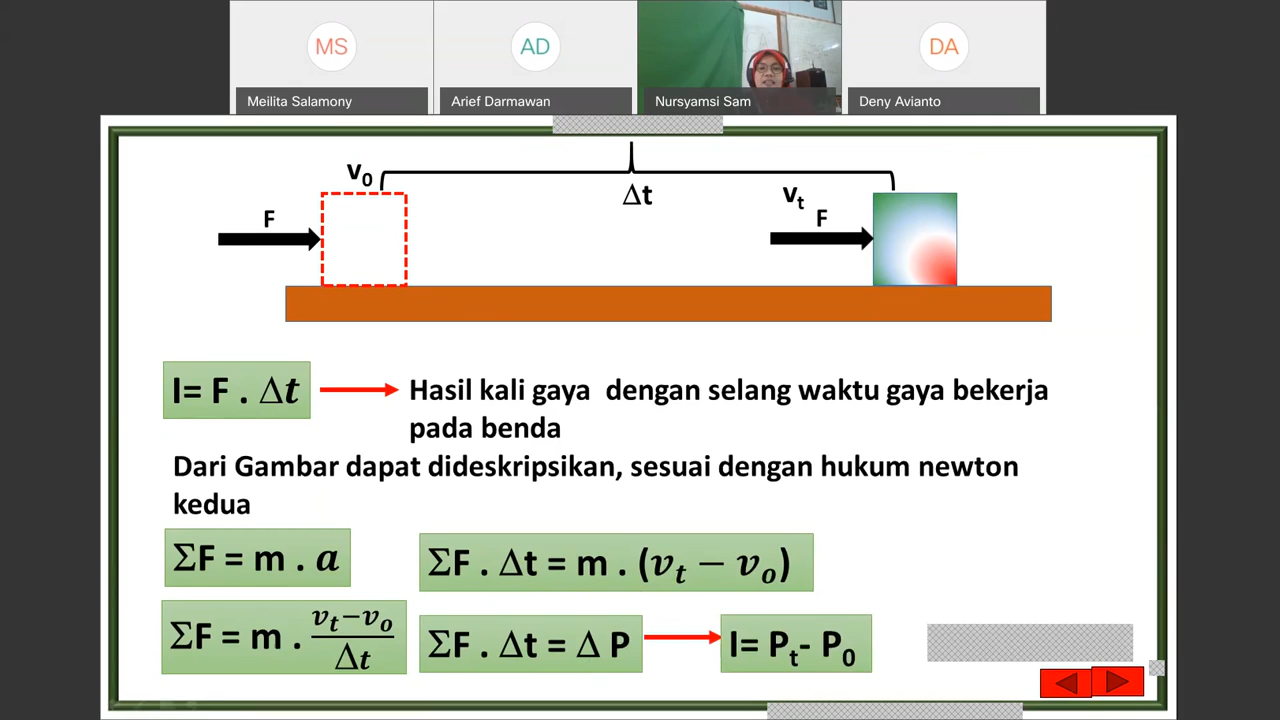 MS
AD
DA
Meilita Salamony
Arief Darmawan
Nursyamsi Sam
Deny Avianto
v₀
Δt
vₜ
F
F
I= F . Δt
Hasil kali gaya dengan selang waktu gaya bekerja
pada benda
Dari Gambar dapat dideskripsikan, sesuai dengan hukum newton
kedua
ΣF = m . a
ΣF . Δt = m . (vₜ − vₒ)
ΣF = m . (vₜ−vₒ)/Δt
ΣF . Δt = Δ P
I= Pₜ- P₀